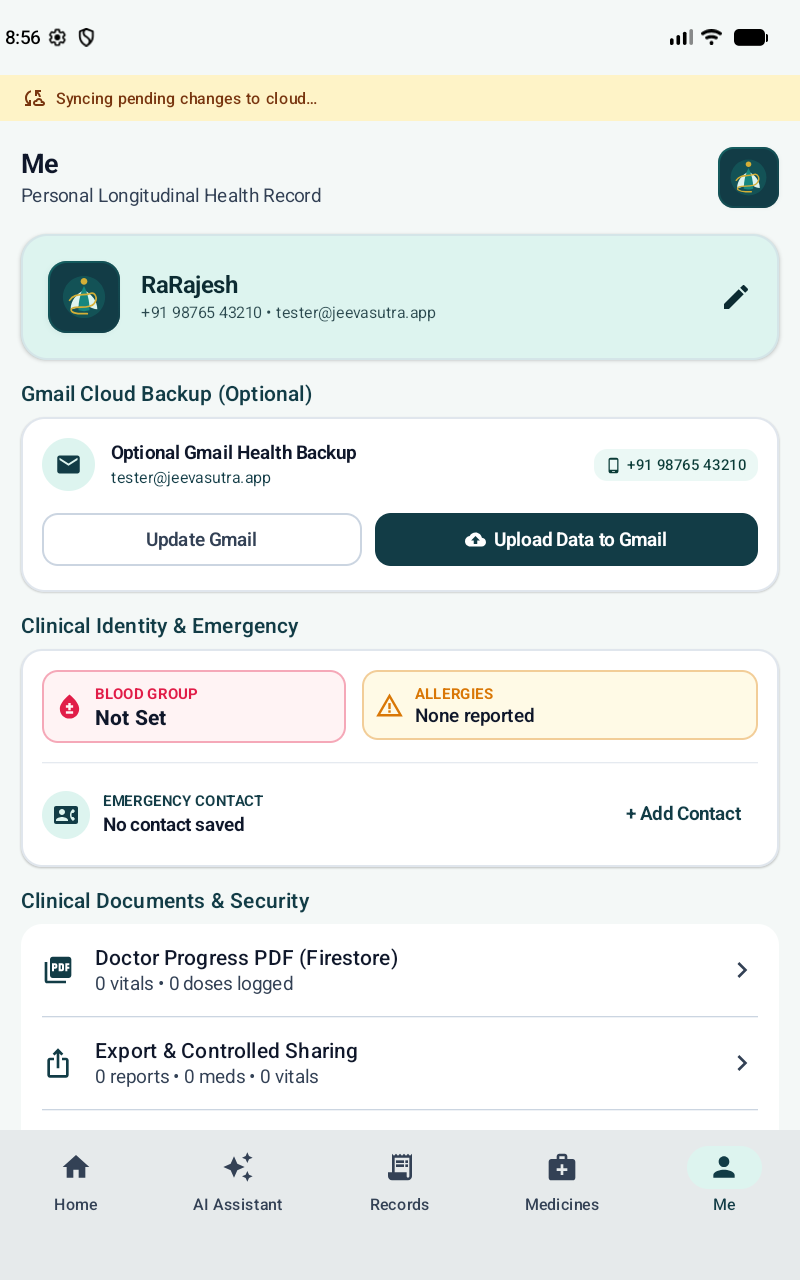 8:56
Syncing pending changes to cloud...
Me
Personal Longitudinal Health Record
RaRajesh
+91 98765 43210 • tester@jeevasutra.app
Gmail Cloud Backup (Optional)
Optional Gmail Health Backup
tester@jeevasutra.app
+91 98765 43210
Update Gmail
Upload Data to Gmail
Clinical Identity & Emergency
BLOOD GROUP
Not Set
ALLERGIES
None reported
EMERGENCY CONTACT
No contact saved
+ Add Contact
Clinical Documents & Security
PDF
Doctor Progress PDF (Firestore)
0 vitals • 0 doses logged
Export & Controlled Sharing
0 reports • 0 meds • 0 vitals
Home
AI Assistant
Records
Medicines
Me